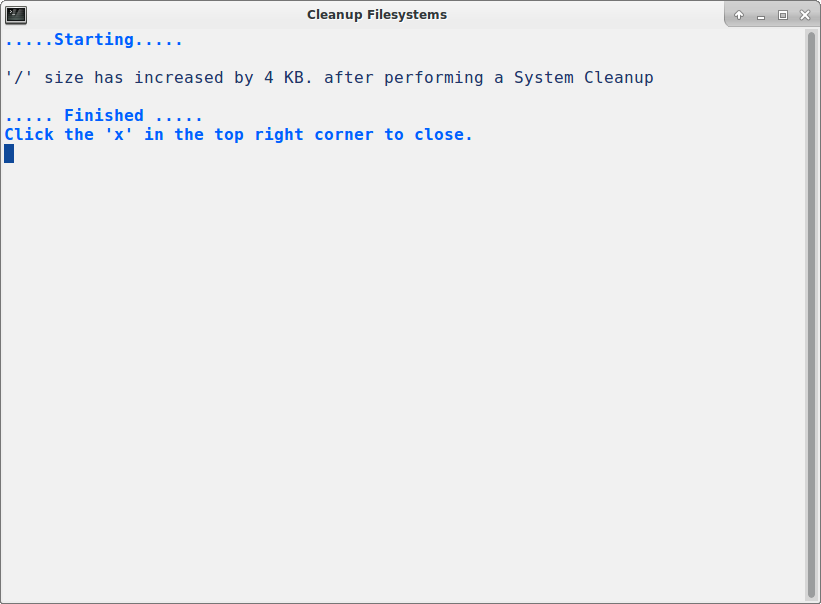 Cleanup Filesystems
.....Starting.....
'/' size has increased by 4 KB. after performing a System Cleanup
..... Finished .....
Click the 'x' in the top right corner to close.